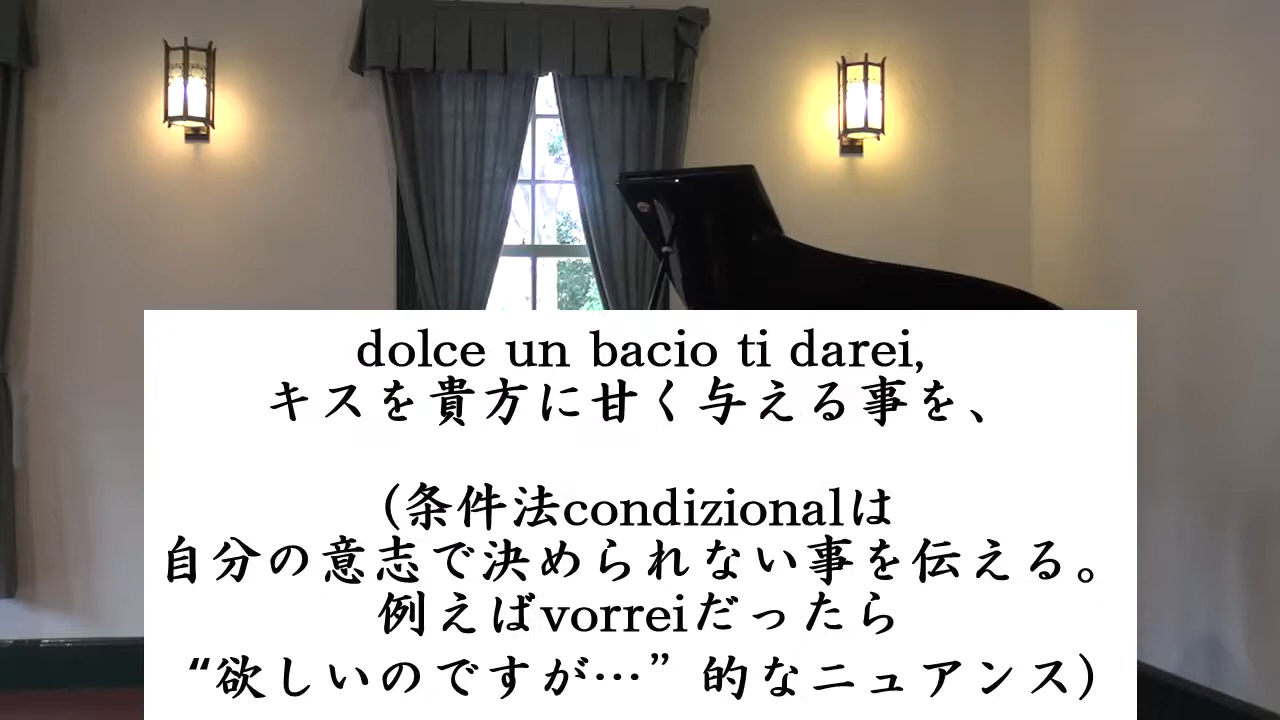 dolce un bacio ti darei,
キスを貴方に甘く与える事を、
(条件法condizionalは
自分の意志で決められない事を伝える。
例えばvorreiだったら
“欲しいのですが…”的なニュアンス)